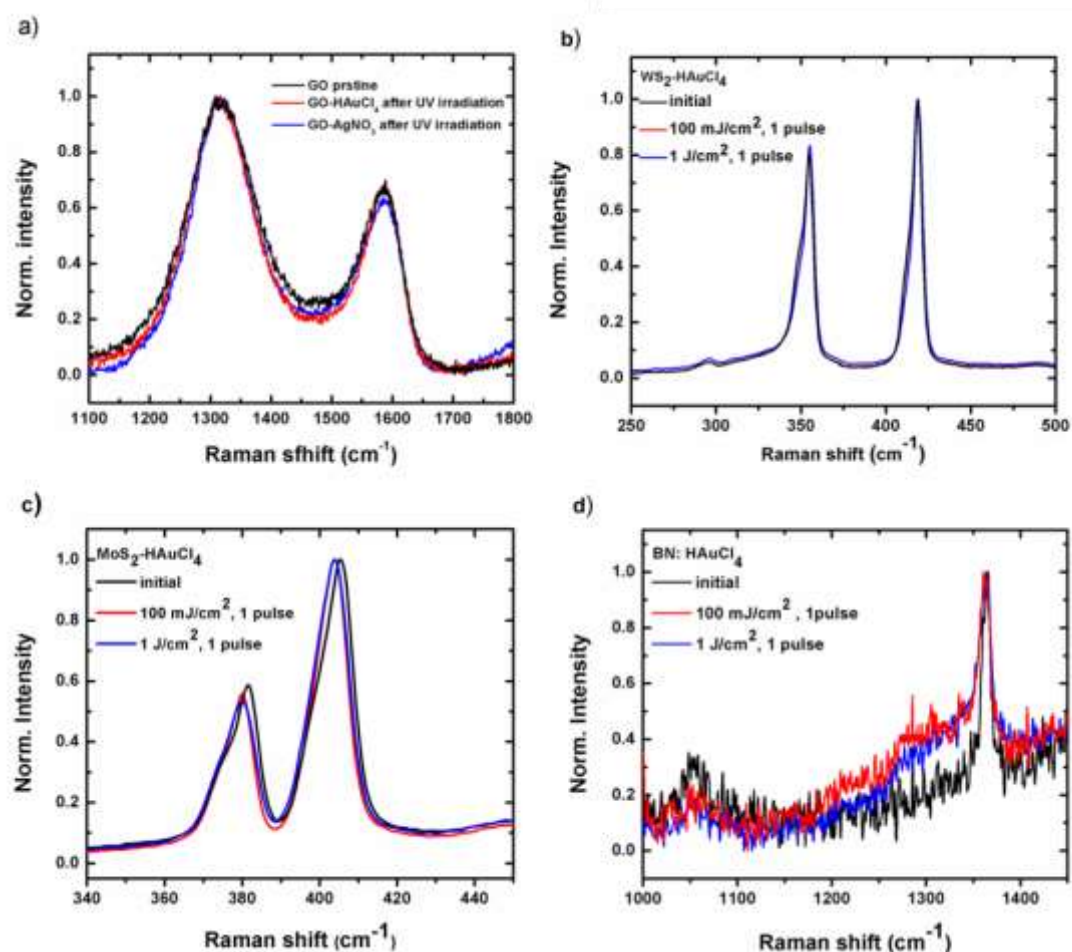 a)
GO prstine
GO-HAuCl4 after UV irradiation
GO-AgNO3 after UV irradiation
Norm. intensity
1.0
0.8
0.6
0.4
0.2
0.0
1100 1200 1300 1400 1500 1600 1700 1800
Raman sfhift (cm-1)
b)
WS2-HAuCl4
initial
100 mJ/cm2, 1 pulse
1 J/cm2, 1 pulse
Norm. Intensity
1.0
0.8
0.6
0.4
0.2
0.0
250 300 350 400 450 500
Raman shift (cm-1)
c)
MoS2-HAuCl4
initial
100 mJ/cm2, 1 pulse
1 J/cm2, 1 pulse
Norm. Intensity
1.0
0.8
0.6
0.4
0.2
0.0
340 360 380 400 420 440
Raman shift (cm-1)
d)
BN: HAuCl4
initial
100 mJ/cm2 , 1pulse
1 J/cm2, 1 pulse
Norm. Intensity
1.0
0.8
0.6
0.4
0.2
0.0
1000 1100 1200 1300 1400
Raman shift (cm-1)